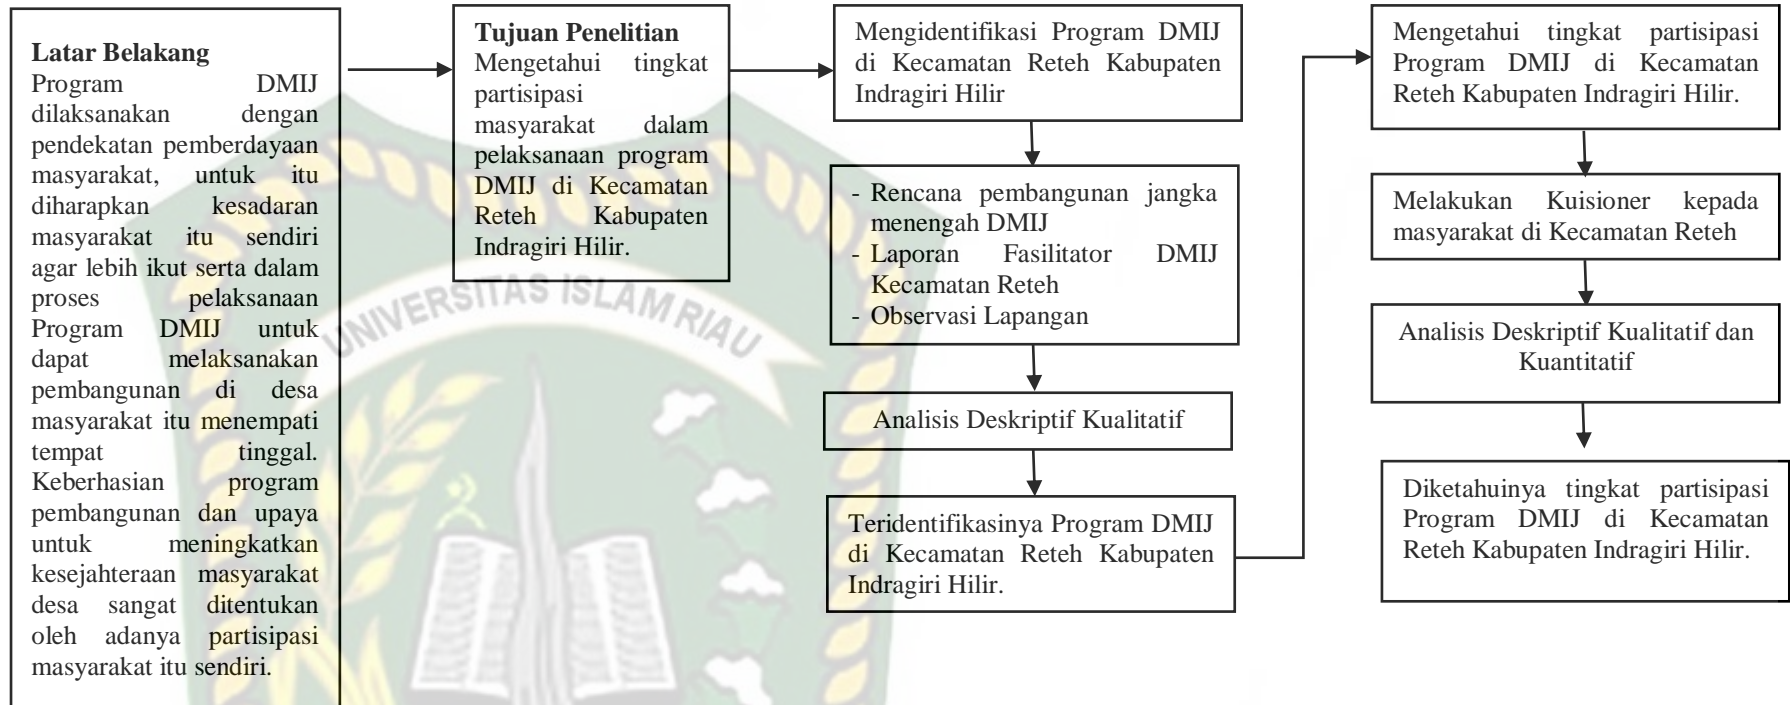 Latar Belakang
Program DMIJ
dilaksanakan dengan
pendekatan pemberdayaan
masyarakat, untuk itu
diharapkan kesadaran
masyarakat itu sendiri
agar lebih ikut serta dalam
proses pelaksanaan
Program DMIJ untuk
dapat melaksanakan
pembangunan di desa
masyarakat itu menempati
tempat tinggal.
Keberhasian program
pembangunan dan upaya
untuk meningkatkan
kesejahteraan masyarakat
desa sangat ditentukan
oleh adanya partisipasi
masyarakat itu sendiri.
Tujuan Penelitian
Mengetahui tingkat
partisipasi
masyarakat dalam
pelaksanaan program
DMIJ di Kecamatan
Reteh Kabupaten
Indragiri Hilir.
Mengidentifikasi Program DMIJ
di Kecamatan Reteh Kabupaten
Indragiri Hilir
- Rencana pembangunan jangka
menengah DMIJ
- Laporan Fasilitator DMIJ
Kecamatan Reteh
- Observasi Lapangan
Analisis Deskriptif Kualitatif
Teridentifikasinya Program DMIJ
di Kecamatan Reteh Kabupaten
Indragiri Hilir.
Mengetahui tingkat partisipasi
Program DMIJ di Kecamatan
Reteh Kabupaten Indragiri Hilir.
Melakukan Kuisioner kepada
masyarakat di Kecamatan Reteh
Analisis Deskriptif Kualitatif dan
Kuantitatif
Diketahuinya tingkat partisipasi
Program DMIJ di Kecamatan
Reteh Kabupaten Indragiri Hilir.
UNIVERSITAS ISLAM RIAU